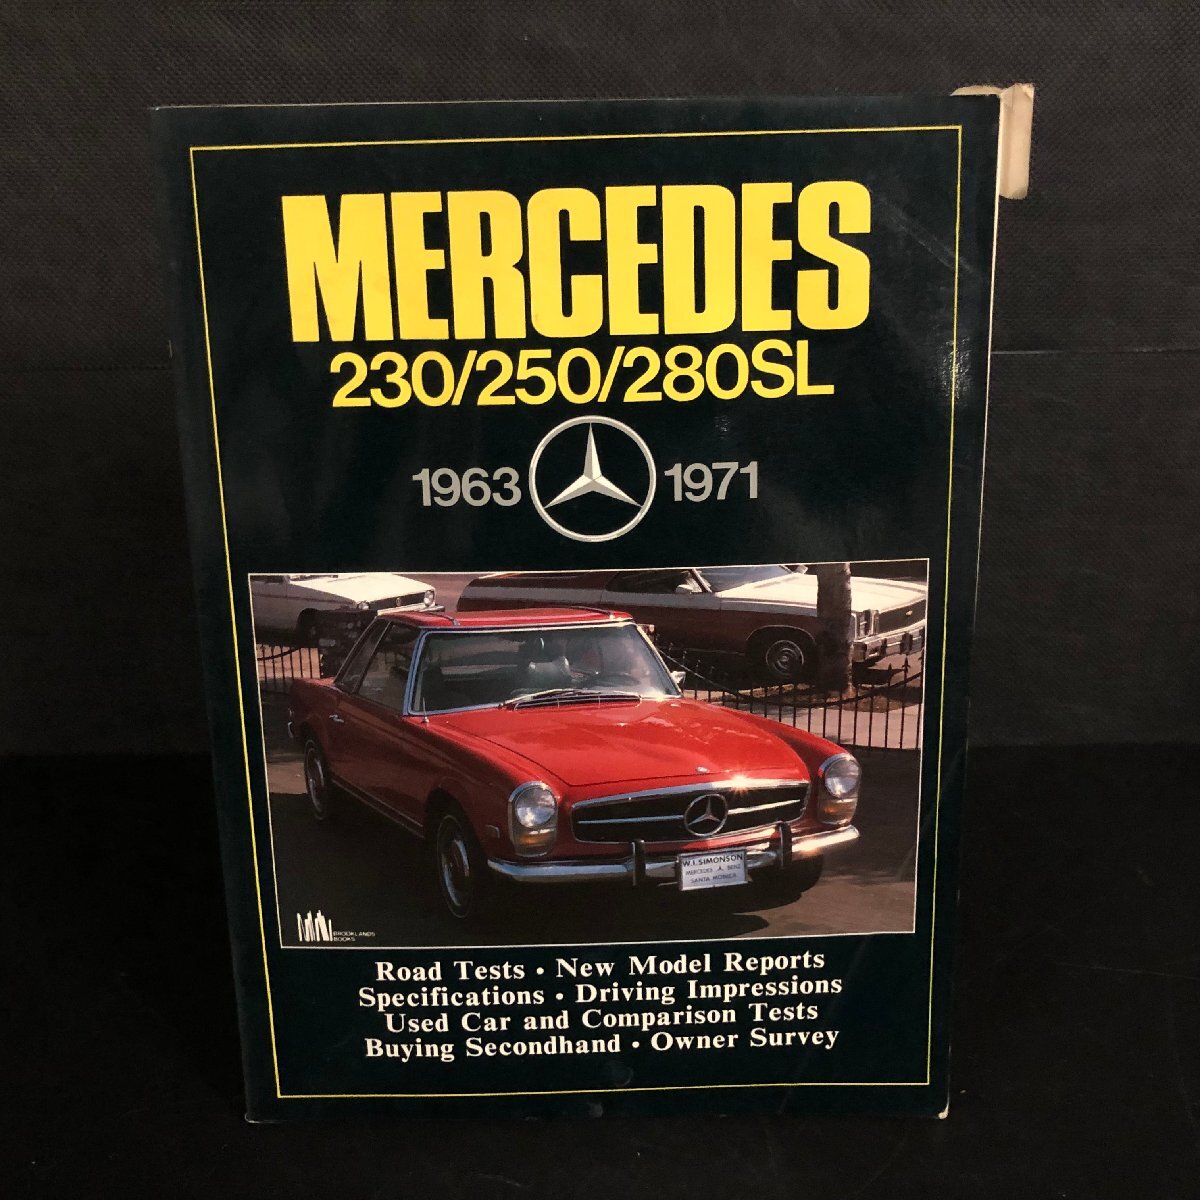 MERCEDES
230/250/280SL
1963 1971
W.I. SIMONSON
MERCEDES BENZ
SANTA MONICA
BROOKLANDS
BOOKS
Road Tests • New Model Reports
Specifications • Driving Impressions
Used Car and Comparison Tests
Buying Secondhand • Owner Survey